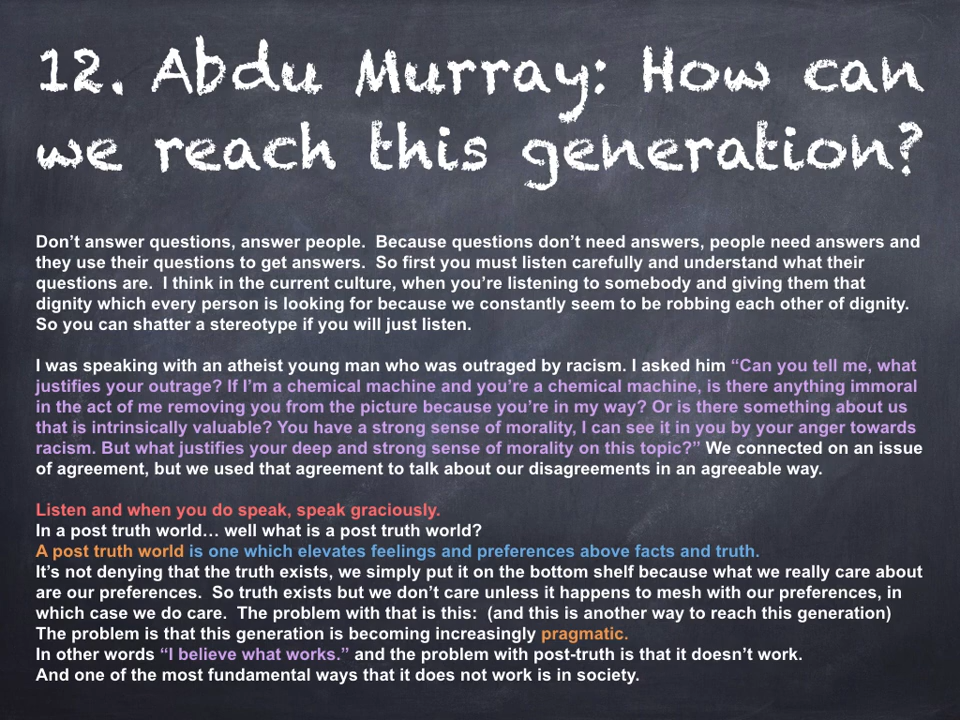 12. Abdu Murray: How can
we reach this generation?
Don’t answer questions, answer people.  Because questions don’t need answers, people need answers and
they use their questions to get answers.  So first you must listen carefully and understand what their
questions are.  I think in the current culture, when you’re listening to somebody and giving them that
dignity which every person is looking for because we constantly seem to be robbing each other of dignity.
So you can shatter a stereotype if you will just listen.
I was speaking with an atheist young man who was outraged by racism. I asked him “Can you tell me, what
justifies your outrage? If I’m a chemical machine and you’re a chemical machine, is there anything immoral
in the act of me removing you from the picture because you’re in my way? Or is there something about us
that is intrinsically valuable? You have a strong sense of morality, I can see it in you by your anger towards
racism. But what justifies your deep and strong sense of morality on this topic?” We connected on an issue
of agreement, but we used that agreement to talk about our disagreements in an agreeable way.
Listen and when you do speak, speak graciously.
In a post truth world… well what is a post truth world?
A post truth world is one which elevates feelings and preferences above facts and truth.
It’s not denying that the truth exists, we simply put it on the bottom shelf because what we really care about
are our preferences.  So truth exists but we don’t care unless it happens to mesh with our preferences, in
which case we do care.  The problem with that is this:  (and this is another way to reach this generation)
The problem is that this generation is becoming increasingly pragmatic.
In other words “I believe what works.” and the problem with post-truth is that it doesn’t work.
And one of the most fundamental ways that it does not work is in society.